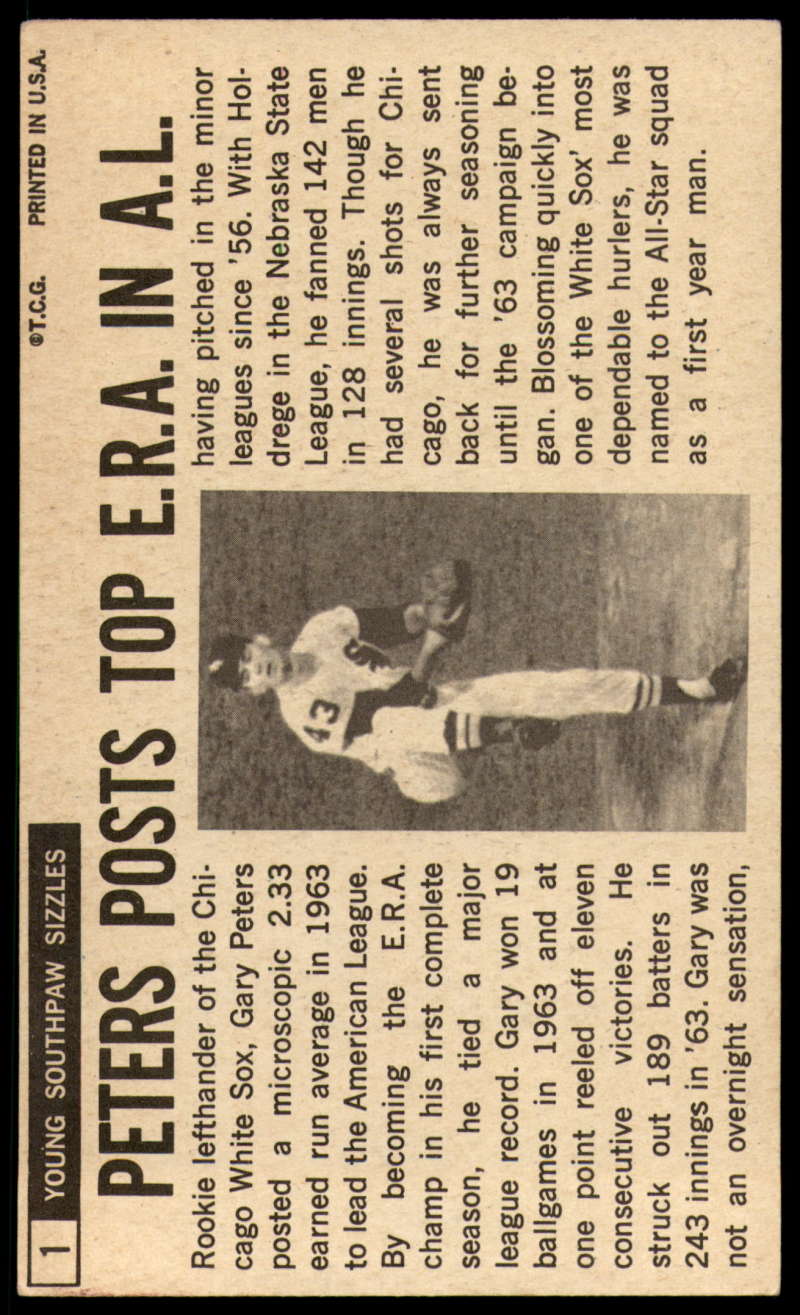 1
YOUNG SOUTHPAW SIZZLES
©T.C.G. PRINTED IN U.S.A.
PETERS POSTS TOP E.R.A. IN A.L.
Rookie lefthander of the Chi-
cago White Sox, Gary Peters
posted a microscopic 2.33
earned run average in 1963
to lead the American League.
By becoming the E.R.A.
champ in his first complete
season, he tied a major
league record. Gary won 19
ballgames in 1963 and at
one point reeled off eleven
consecutive victories. He
struck out 189 batters in
243 innings in '63. Gary was
not an overnight sensation,
43
having pitched in the minor
leagues since '56. With Hol-
drege in the Nebraska State
League, he fanned 142 men
in 128 innings. Though he
had several shots for Chi-
cago, he was always sent
back for further seasoning
until the '63 campaign be-
gan. Blossoming quickly into
one of the White Sox' most
dependable hurlers, he was
named to the All-Star squad
as a first year man.